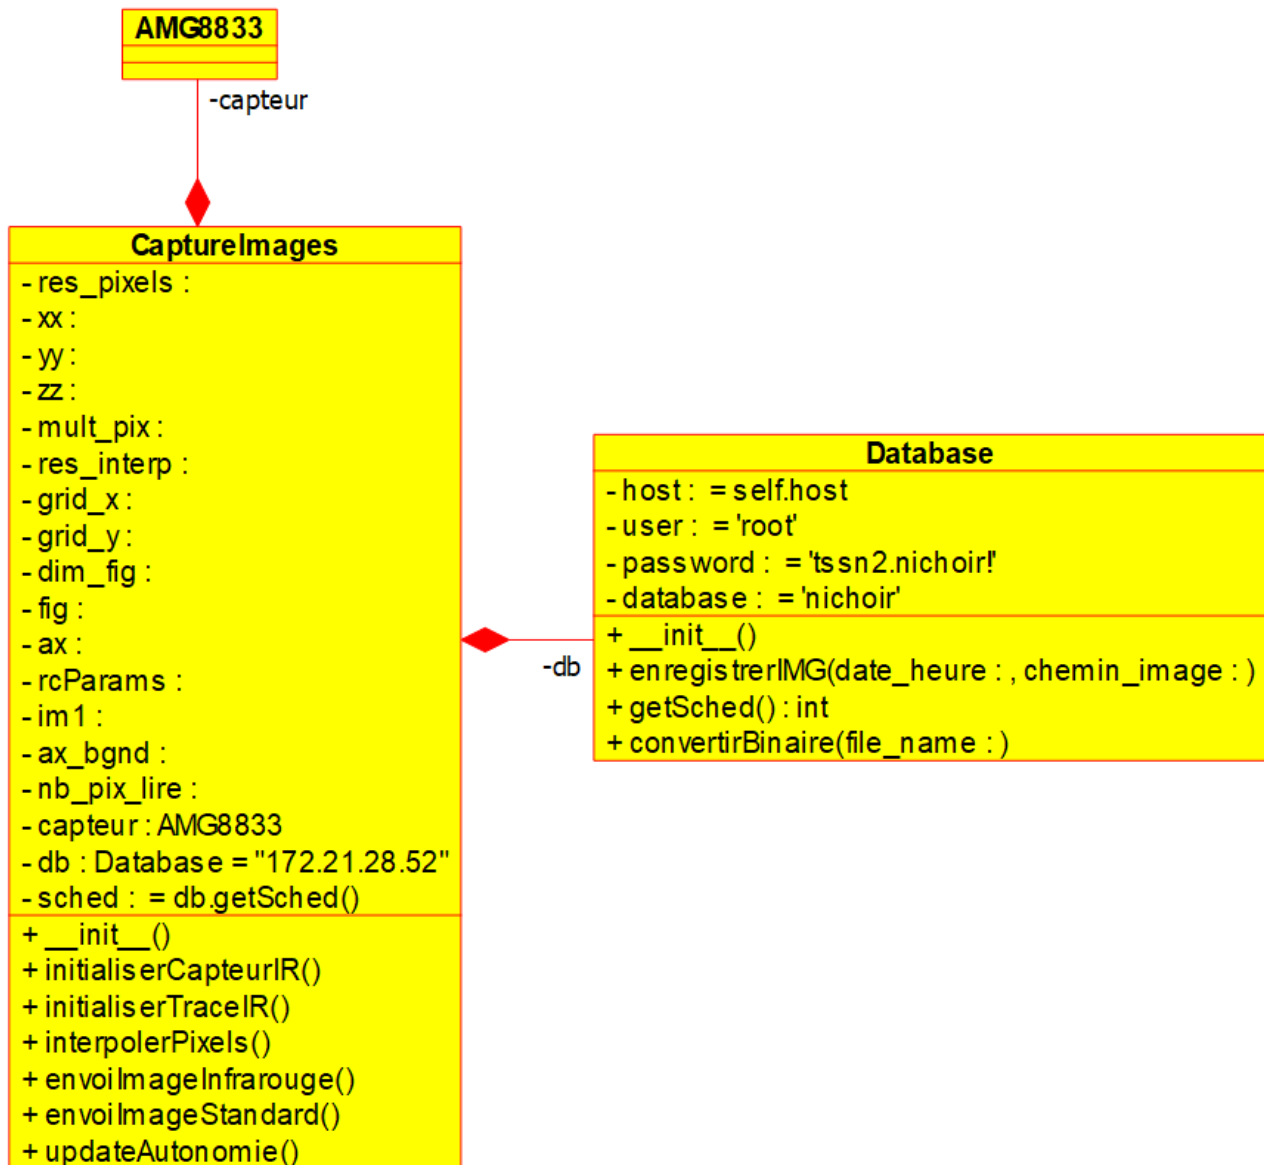 AMG8833
-capteur
CaptureImages
- res_pixels :
- xx :
- yy :
- zz :
- mult_pix :
- res_interp :
- grid_x :
- grid_y :
- dim_fig :
- fig :
- ax :
- rcParams :
- im1 :
- ax_bgnd :
- nb_pix_lire :
- capteur : AMG8833
- db : Database = "172.21.28.52"
- sched : = db.getSched()
+ __init__()
+ initialiserCapteurIR()
+ initialiserTraceIR()
+ interpolerPixels()
+ envoiImageInfrarouge()
+ envoiImageStandard()
+ updateAutonomie()
-db
Database
- host : = self.host
- user : = 'root'
- password : = 'tssn2.nichoir!'
- database : = 'nichoir'
+ __init__()
+ enregistrerIMG(date_heure : , chemin_image : )
+ getSched() : int
+ convertirBinaire(file_name : )